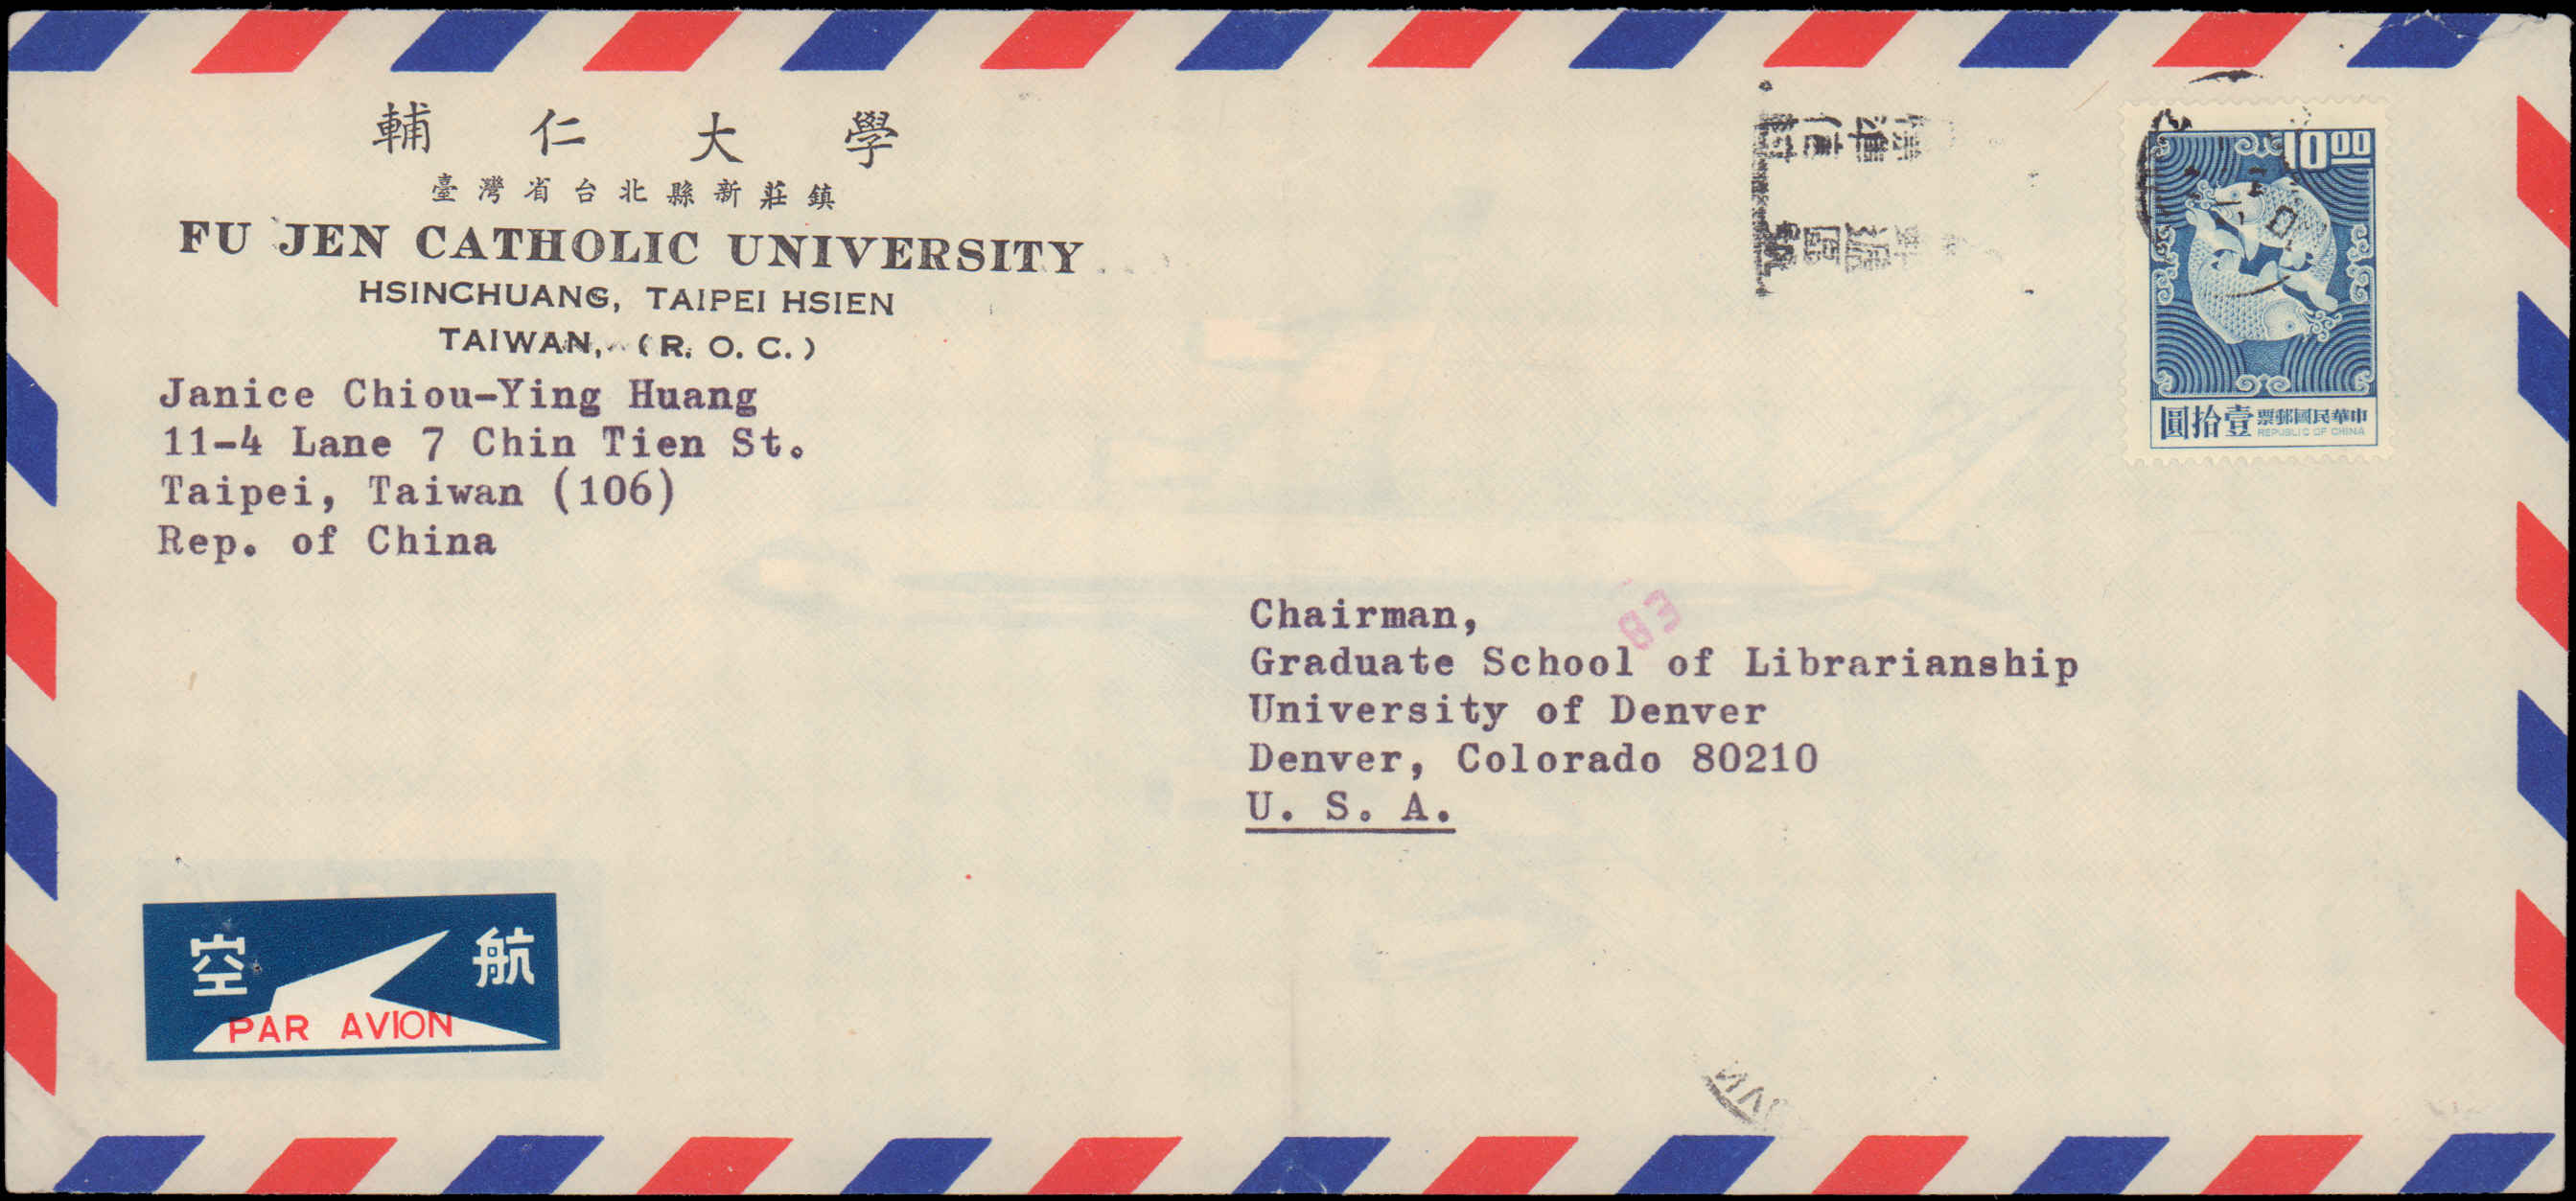 輔仁大學
臺灣省台北縣新莊鎮
FU JEN CATHOLIC UNIVERSITY
HSINCHUANG, TAIPEI HSIEN
TAIWAN, (R. O. C.)
Janice Chiou-Ying Huang
11-4 Lane 7 Chin Tien St.
Taipei, Taiwan (106)
Rep. of China
10.00
圓拾壹 票郵國民華中
REPUBLIC OF CHINA
83
Chairman,
Graduate School of Librarianship
University of Denver
Denver, Colorado 80210
U. S. A.
空 航
PAR AVION